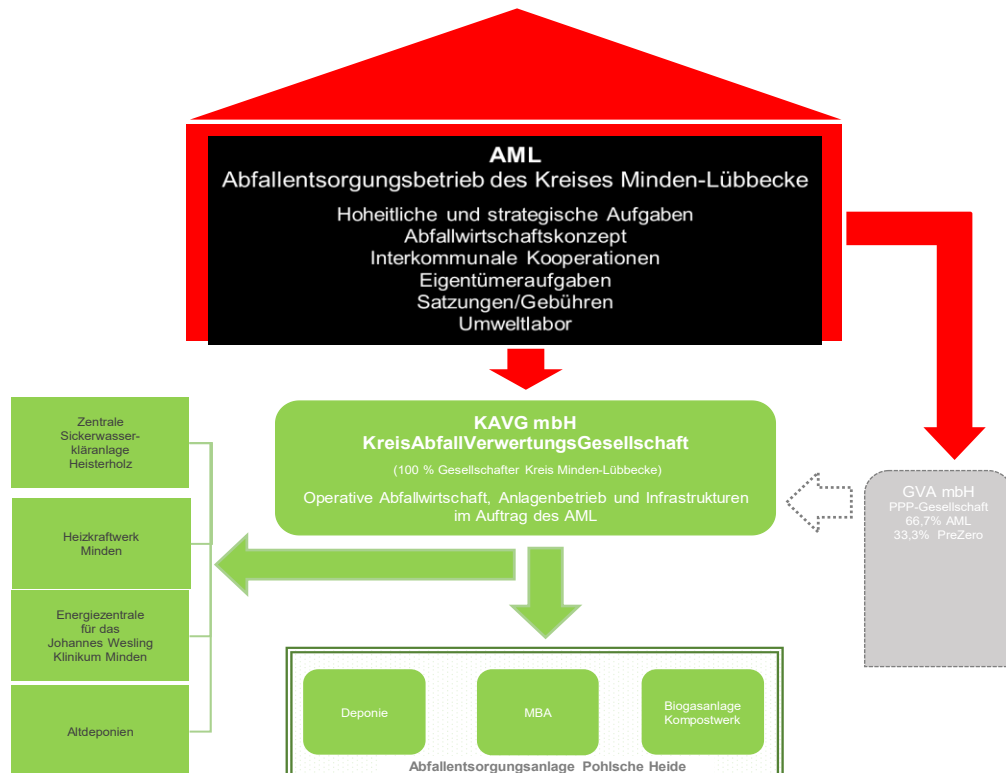 AML
Abfallentsorgungsbetrieb des Kreises Minden-Lübbecke
Hoheitliche und strategische Aufgaben
Abfallwirtschaftskonzept
Interkommunale Kooperationen
Eigentümeraufgaben
Satzungen/Gebühren
Umweltlabor
KAVG mbH
KreisAbfallVerwertungsGesellschaft
(100 % Gesellschafter Kreis Minden-Lübbecke)
Operative Abfallwirtschaft, Anlagenbetrieb und Infrastrukturen
im Auftrag des AML
GVA mbH
PPP-Gesellschaft
66,7% AML
33,3% PreZero
Zentrale
Sickerwasser-
kläranlage
Heisterholz
Heizkraftwerk
Minden
Energiezentrale
für das
Johannes Wesling
Klinikum Minden
Altdeponien
Deponie
MBA
Biogasanlage
Kompostwerk
Abfallentsorgungsanlage Pohlsche Heide